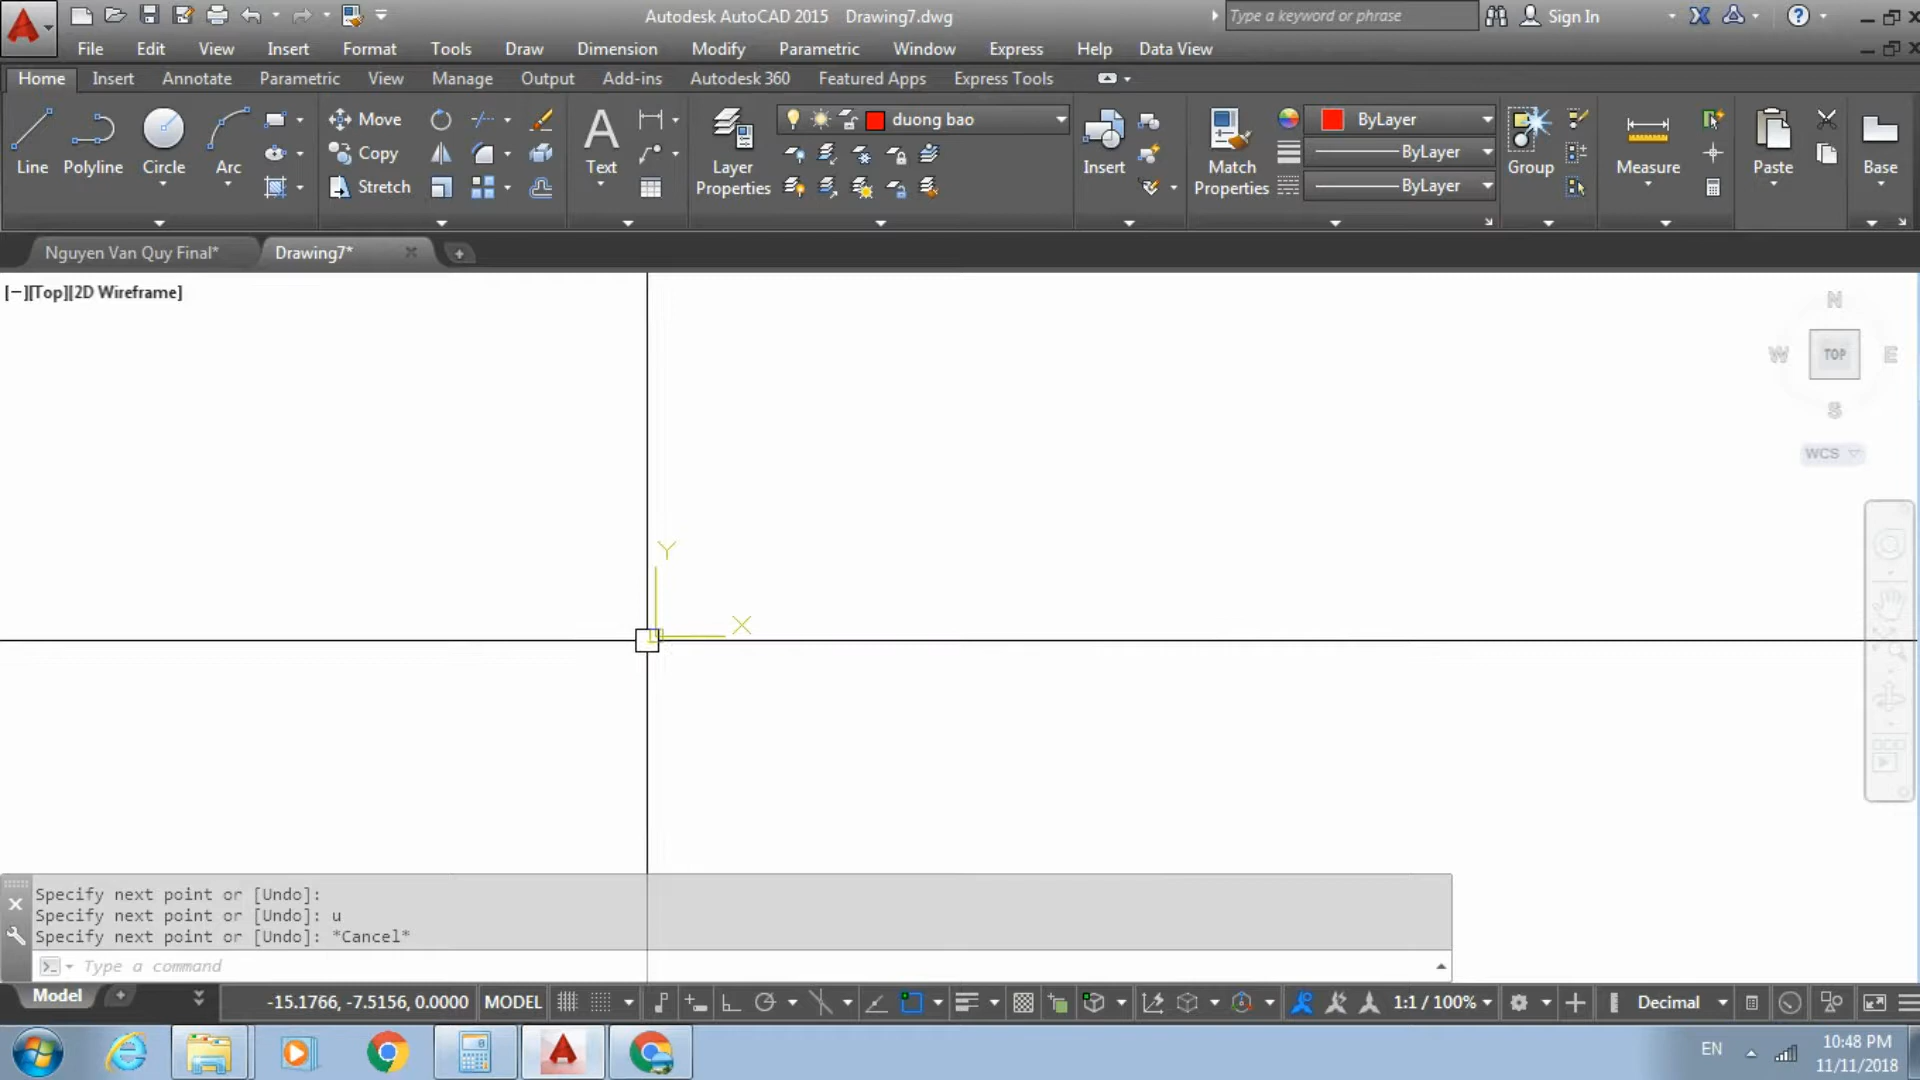 Autodesk AutoCAD 2015 Drawing7.dwg
Type a keyword or phrase
Sign In
File Edit View Insert Format Tools Draw Dimension Modify Parametric Window Express Help Data View
Home Insert Annotate Parametric View Manage Output Add-ins Autodesk 360 Featured Apps Express Tools
Line Polyline Circle Arc
Move
Copy
Stretch
Text
Layer
Properties
duong bao
Insert
Match
Properties
ByLayer
ByLayer
ByLayer
Group
Measure
Paste
Base
Nguyen Van Quy Final*
Drawing7*
[−][Top][2D Wireframe]
N
W TOP E
S
WCS
Y
X
Specify next point or [Undo]:
Specify next point or [Undo]: u
Specify next point or [Undo]: *Cancel*
Type a command
Model
-15.1766, -7.5156, 0.0000 MODEL
1:1 / 100%
Decimal
EN
10:48 PM
11/11/2018